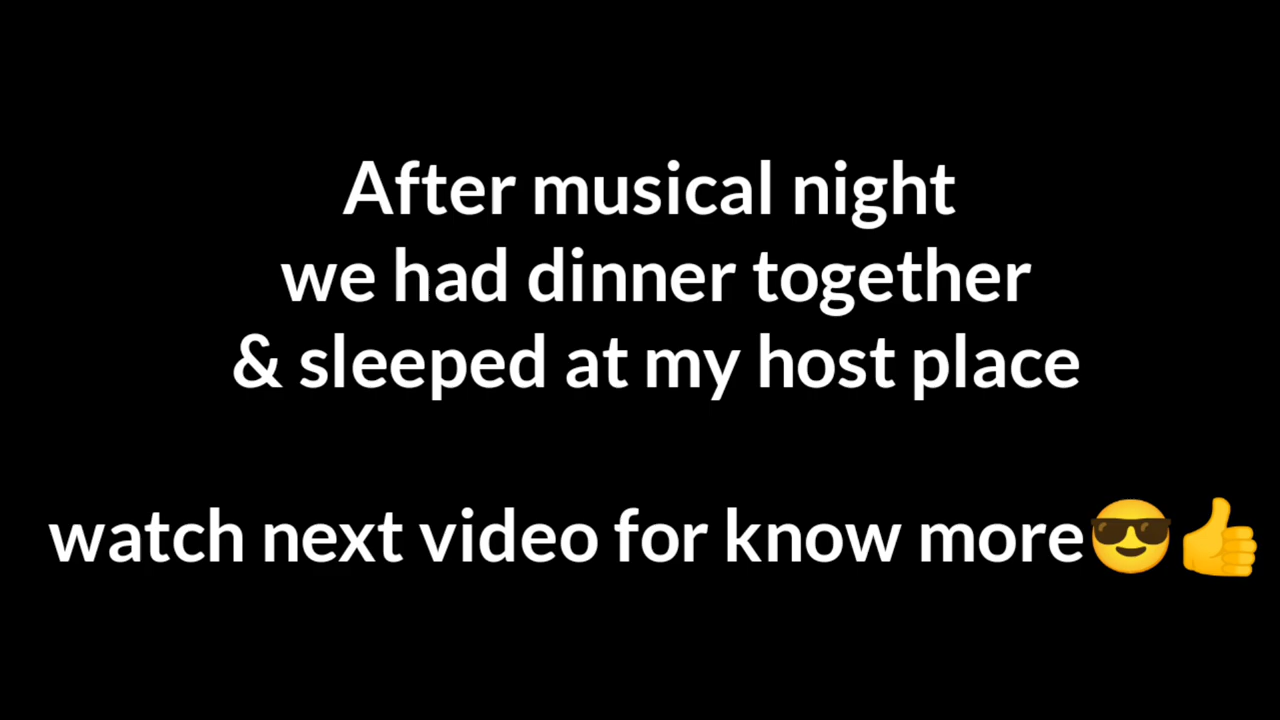 After musical night
we had dinner together
& sleeped at my host place
watch next video for know more😎👍